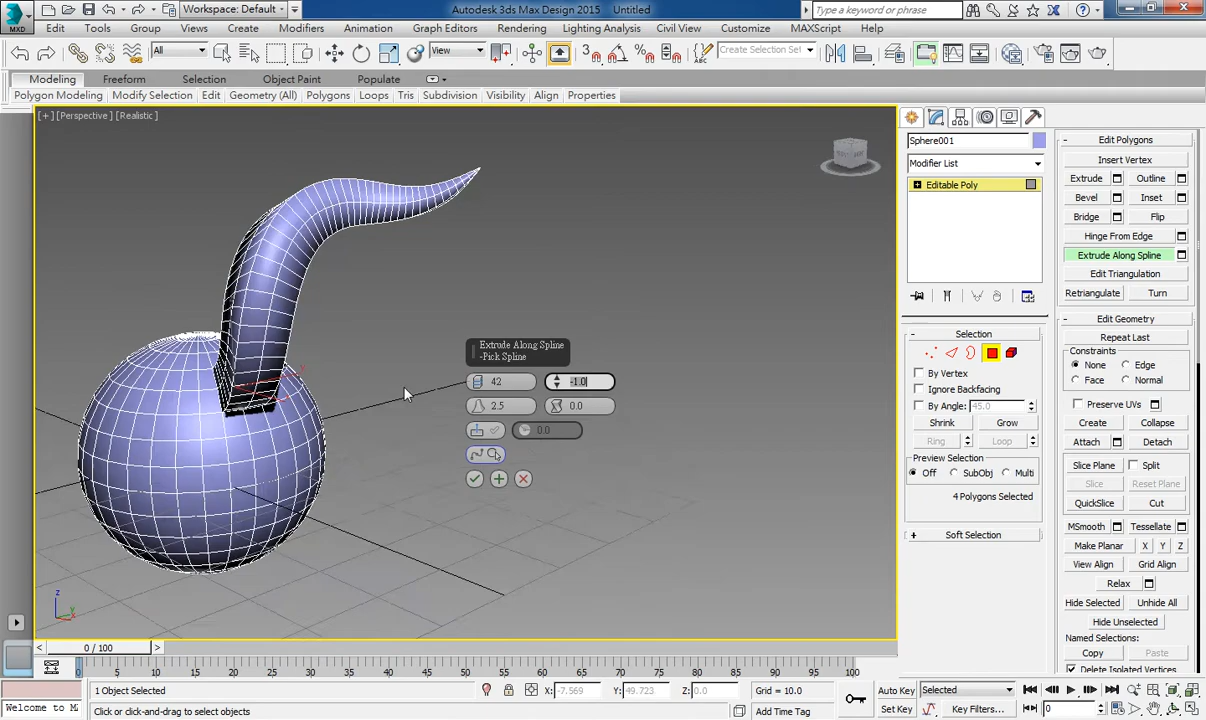 MXD Workspace: Default Autodesk 3ds Max Design 2015 Untitled Type a keyword or phrase
Edit Tools Group Views Create Modifiers Animation Graph Editors Rendering Lighting Analysis Civil View Customize MAXScript Help
All View 3 Create Selection Set
Modeling Freeform Selection Object Paint Populate
Polygon Modeling Modify Selection Edit Geometry (All) Polygons Loops Tris Subdivision Visibility Align Properties
[+] [Perspective] [Realistic]
Extrude Along Spline
-Pick Spline
42 -1.0
2.5 0.0
0.0
z
x
Sphere001
Modifier List
Editable Poly
Selection
By Vertex
Ignore Backfacing
By Angle: 45.0
Shrink Grow
Ring Loop
Preview Selection
Off SubObj Multi
4 Polygons Selected
Soft Selection
Edit Polygons
Insert Vertex
Extrude Outline
Bevel Inset
Bridge Flip
Hinge From Edge
Extrude Along Spline
Edit Triangulation
Retriangulate Turn
Edit Geometry
Repeat Last
Constraints
None Edge
Face Normal
Preserve UVs
Create Collapse
Attach Detach
Slice Plane Split
Slice Reset Plane
QuickSlice Cut
MSmooth Tessellate
Make Planar X Y Z
View Align Grid Align
Relax
Hide Selected Unhide All
Hide Unselected
Named Selections:
Copy Paste
Delete Isolated Vertices
< 0 / 100 >
0 5 10 15 20 25 30 35 40 45 50 55 60 65 70 75 80 85 90 95 100
1 Object Selected X: -7.569 Y: 49.723 Z: 0.0 Grid = 10.0 Auto Key Selected
Welcome to M Click or click-and-drag to select objects Add Time Tag Set Key Key Filters... 0